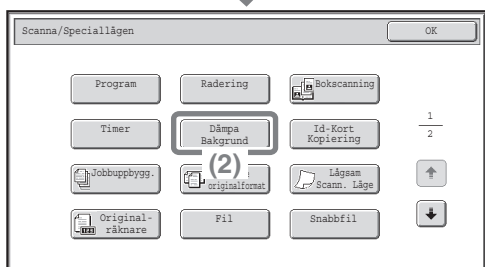 Scanna/Speciallägen
OK
Program
Radering
Bokscanning
Timer
Dämpa
Bakgrund
Id-Kort
Kopiering
1
2
Jobbuppbygg.
(2)
originalformat
Lågsam
Scann. Läge
Original-
räknare
Fil
Snabbfil